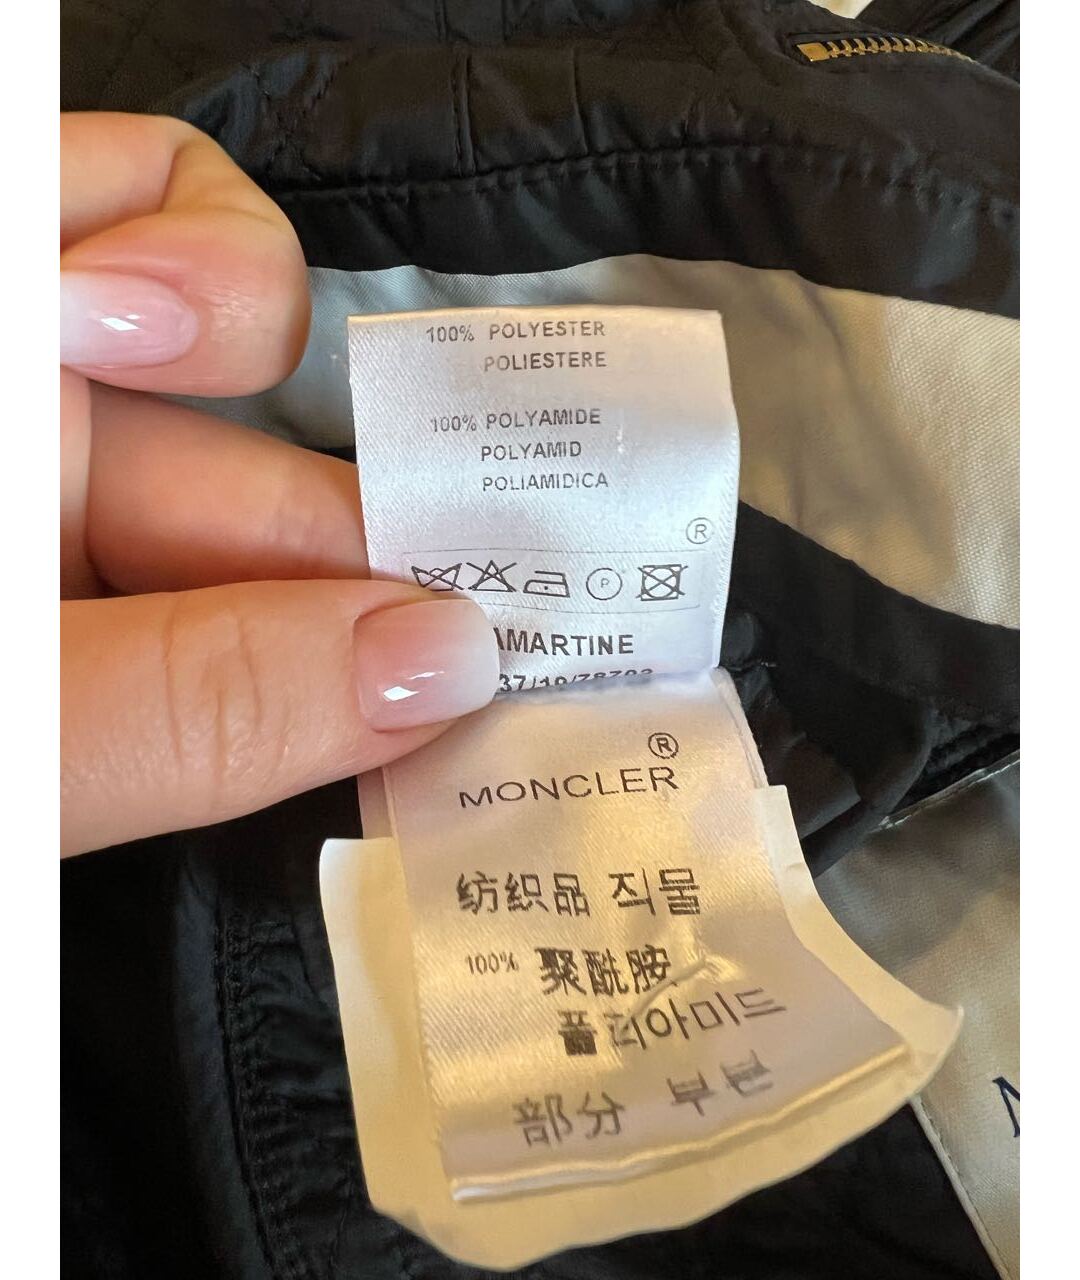 100% POLYESTER
POLIESTERE
100% POLYAMIDE
POLYAMID
POLIAMIDICA
®
P
AMARTINE
®
MONCLER
纺织品 직물
100% 聚酰胺
폴리아미드
部分 부분